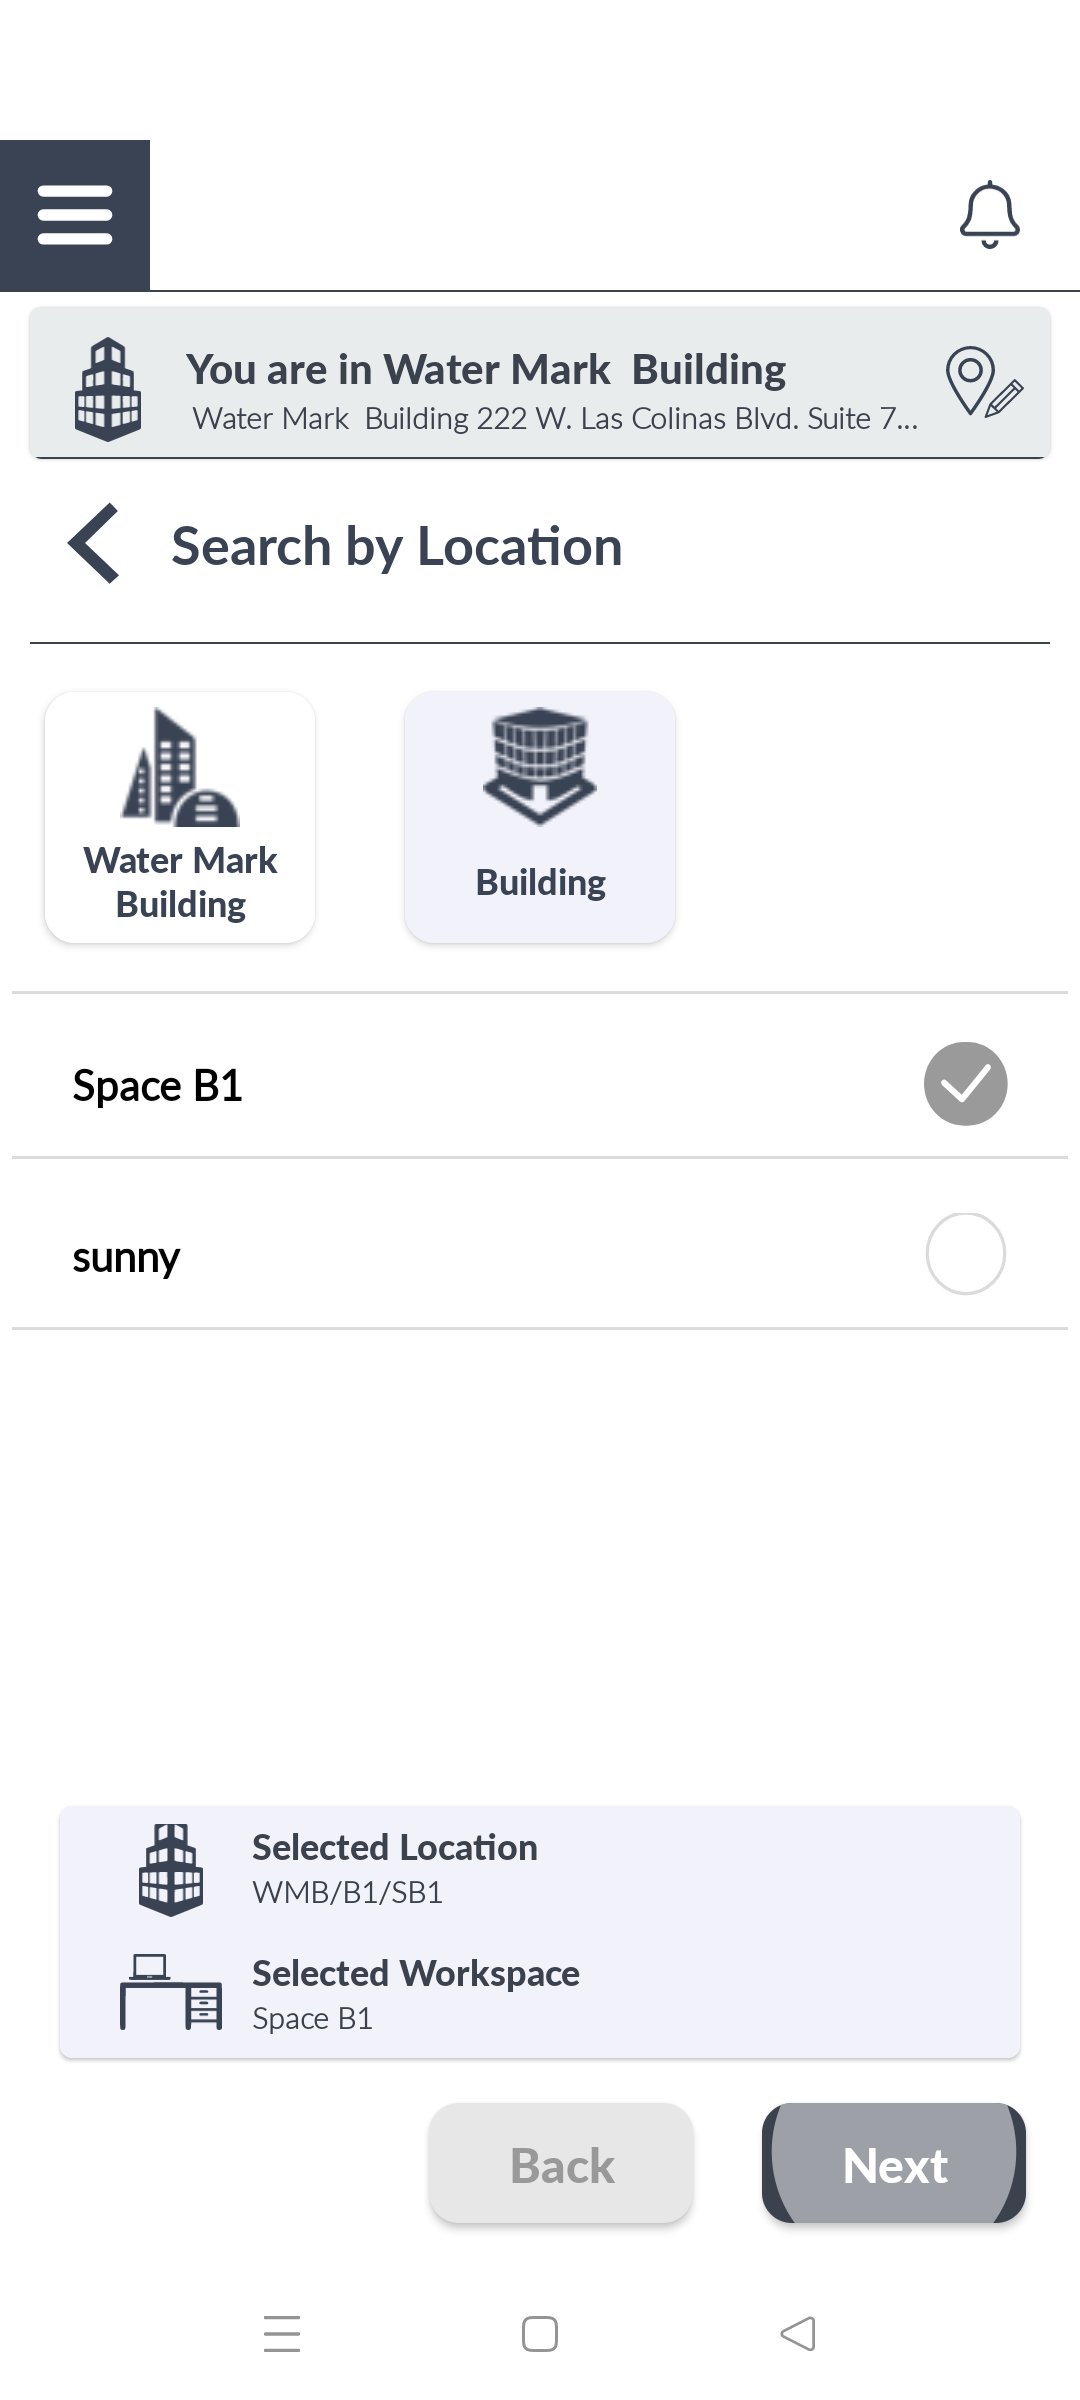 You are in Water Mark  Building
Water Mark  Building 222 W. Las Colinas Blvd. Suite 7...
Search by Location
Water Mark
Building
Building
Space B1
sunny
Selected Location
WMB/B1/SB1
Selected Workspace
Space B1
Back
Next